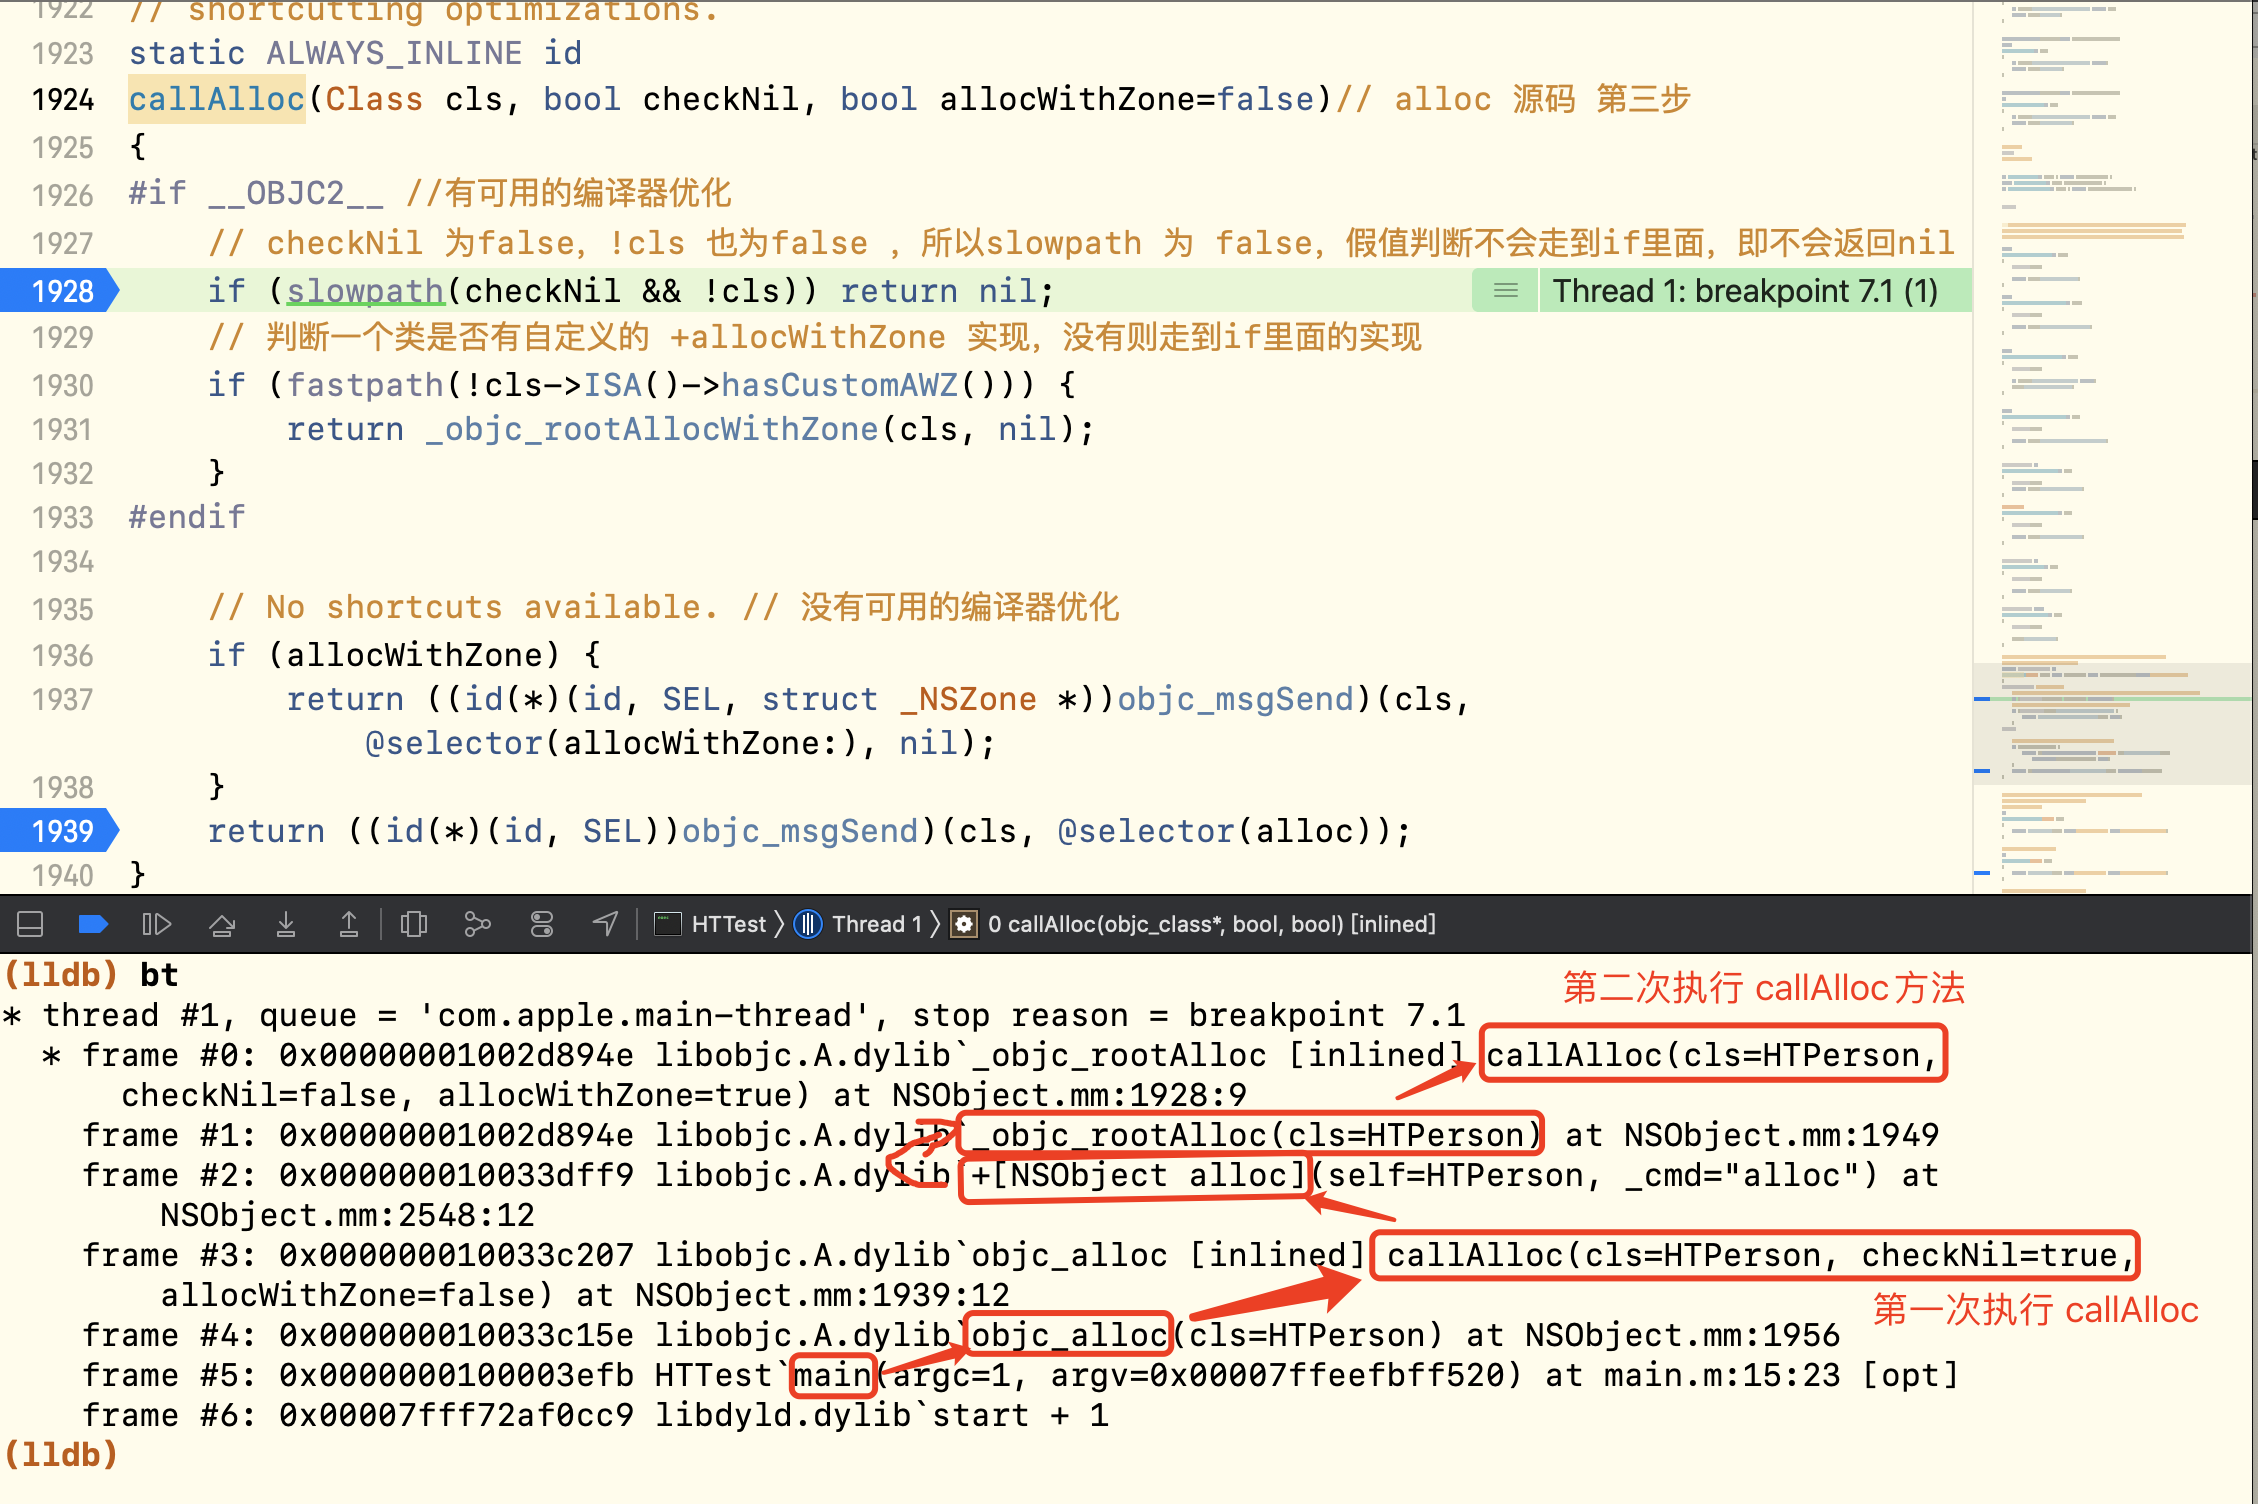 1922 // shortcutting optimizations.
1923 static ALWAYS_INLINE id
1924 callAlloc(Class cls, bool checkNil, bool allocWithZone=false)// alloc 源码 第三步
1925 {
1926 #if __OBJC2__ //有可用的编译器优化
1927 // checkNil 为false, !cls 也为false , 所以slowpath 为 false, 假值判断不会走到if里面, 即不会返回nil
1928 if (slowpath(checkNil && !cls)) return nil; Thread 1: breakpoint 7.1 (1)
1929 // 判断一个类是否有自定义的 +allocWithZone 实现, 没有则走到if里面的实现
1930 if (fastpath(!cls->ISA()->hasCustomAWZ())) {
1931 return _objc_rootAllocWithZone(cls, nil);
1932 }
1933 #endif
1934
1935 // No shortcuts available. // 没有可用的编译器优化
1936 if (allocWithZone) {
1937 return ((id(*)(id, SEL, struct _NSZone *))objc_msgSend)(cls,
@selector(allocWithZone:), nil);
1938 }
1939 return ((id(*)(id, SEL))objc_msgSend)(cls, @selector(alloc));
1940 }
HTTest Thread 1 0 callAlloc(objc_class*, bool, bool) [inlined]
(lldb) bt
第二次执行 callAlloc方法
* thread #1, queue = 'com.apple.main-thread', stop reason = breakpoint 7.1
* frame #0: 0x00000001002d894e libobjc.A.dylib`_objc_rootAlloc [inlined] callAlloc(cls=HTPerson,
checkNil=false, allocWithZone=true) at NSObject.mm:1928:9
frame #1: 0x00000001002d894e libobjc.A.dylib`_objc_rootAlloc(cls=HTPerson) at NSObject.mm:1949
frame #2: 0x000000010033dff9 libobjc.A.dylib`+[NSObject alloc](self=HTPerson, _cmd="alloc") at
NSObject.mm:2548:12
frame #3: 0x000000010033c207 libobjc.A.dylib`objc_alloc [inlined] callAlloc(cls=HTPerson, checkNil=true,
allocWithZone=false) at NSObject.mm:1939:12
第一次执行 callAlloc
frame #4: 0x000000010033c15e libobjc.A.dylib`objc_alloc(cls=HTPerson) at NSObject.mm:1956
frame #5: 0x0000000100003efb HTTest`main(argc=1, argv=0x00007ffeefbff520) at main.m:15:23 [opt]
frame #6: 0x00007fff72af0cc9 libdyld.dylib`start + 1
(lldb)